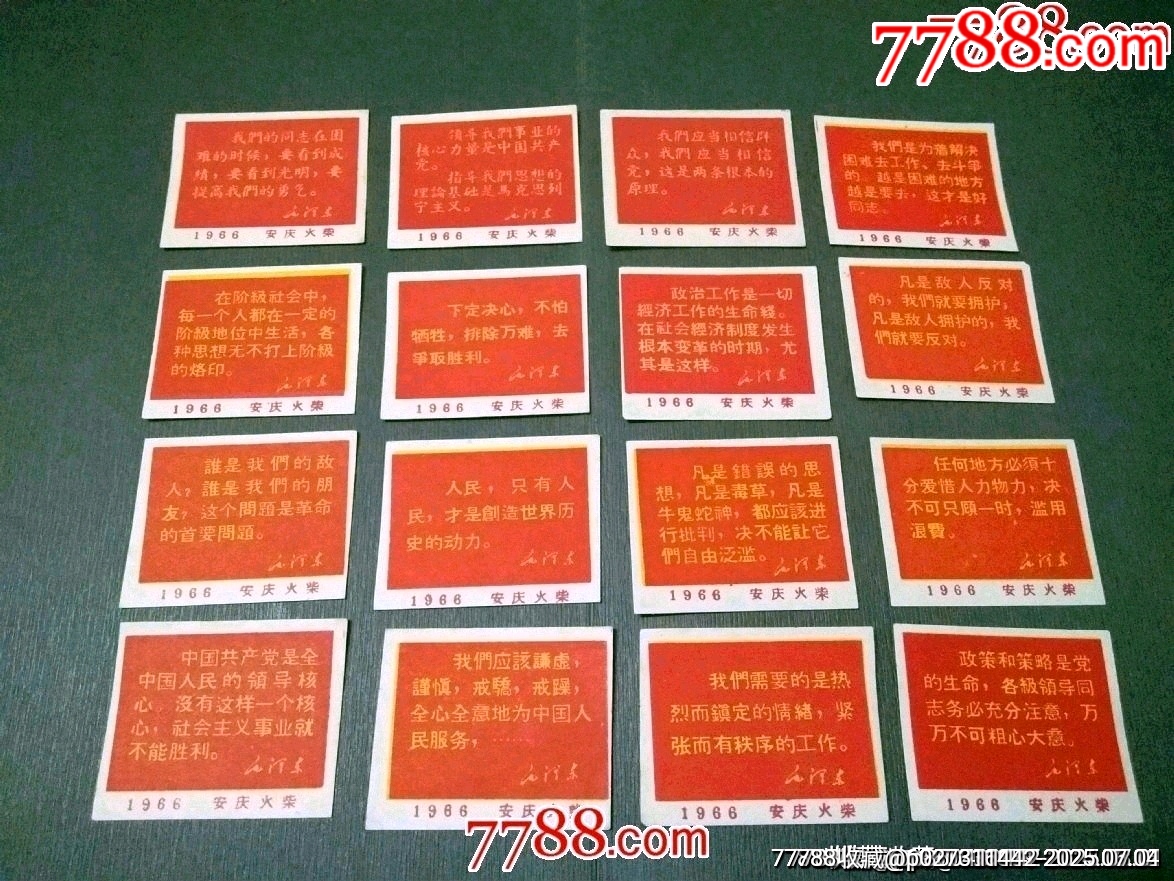 7788.com
我們的同志在困
难的时候，要看到成
績，要看到光明，要
提高我們的勇气。
毛泽东
1966 安庆火柴
領导我們事业的
核心力量是中国共产
党。
指导我們思想的
理論基础是馬克思列
宁主义。
毛泽东
1966 安庆火柴
我們应当相信群
众，我們应当相信
党，这是两条根本的
原理。
毛泽东
1966 安庆火柴
我們是为着解决
困难去工作、去斗爭
的。越是困难的地方
越是要去，这才是好
同志。
毛泽东
1966 安庆火柴
在阶級社会中，
每一个人都在一定的
阶級地位中生活，各
种思想无不打上阶級
的烙印。
毛泽东
1966 安庆火柴
下定决心，不怕
牺牲，排除万难，去
爭取胜利。
毛泽东
1966 安庆火柴
政治工作是一切
經济工作的生命綫。
在社会經济制度发生
根本变革的时期，尤
其是这样。
毛泽东
1966 安庆火柴
凡是敌人反对
的，我們就要拥护，
凡是敌人拥护的，我
們就要反对。
毛泽东
1966 安庆火柴
誰是我們的敌
人？誰是我們的朋
友？这个問題是革命
的首要問題。
毛泽东
1966 安庆火柴
人民，只有人
民，才是創造世界历
史的动力。
毛泽东
1966 安庆火柴
凡是錯誤的思
想，凡是毒草，凡是
牛鬼蛇神，都应該进
行批判，决不能让它
們自由泛滥。
毛泽东
1966 安庆火柴
任何地方必須十
分爱惜人力物力，决
不可只顧一时，滥用
浪費。
毛泽东
1966 安庆火柴
中国共产党是全
中国人民的領导核
心。沒有这样一个核
心，社会主义事业就
不能胜利。
毛泽东
1966 安庆火柴
我們应該謙虛，
謹愼，戒驕，戒躁，
全心全意地为中国人
民服务，……
毛泽东
1966 安庆火柴
我們需要的是热
烈而鎭定的情緒，紧
张而有秩序的工作。
毛泽东
1966 安庆火柴
政策和策略是党
的生命，各級領导同
志务必充分注意，万
万不可粗心大意。
毛泽东
1966 安庆火柴
7788.com
77788收藏@p027311442-2025.07.04